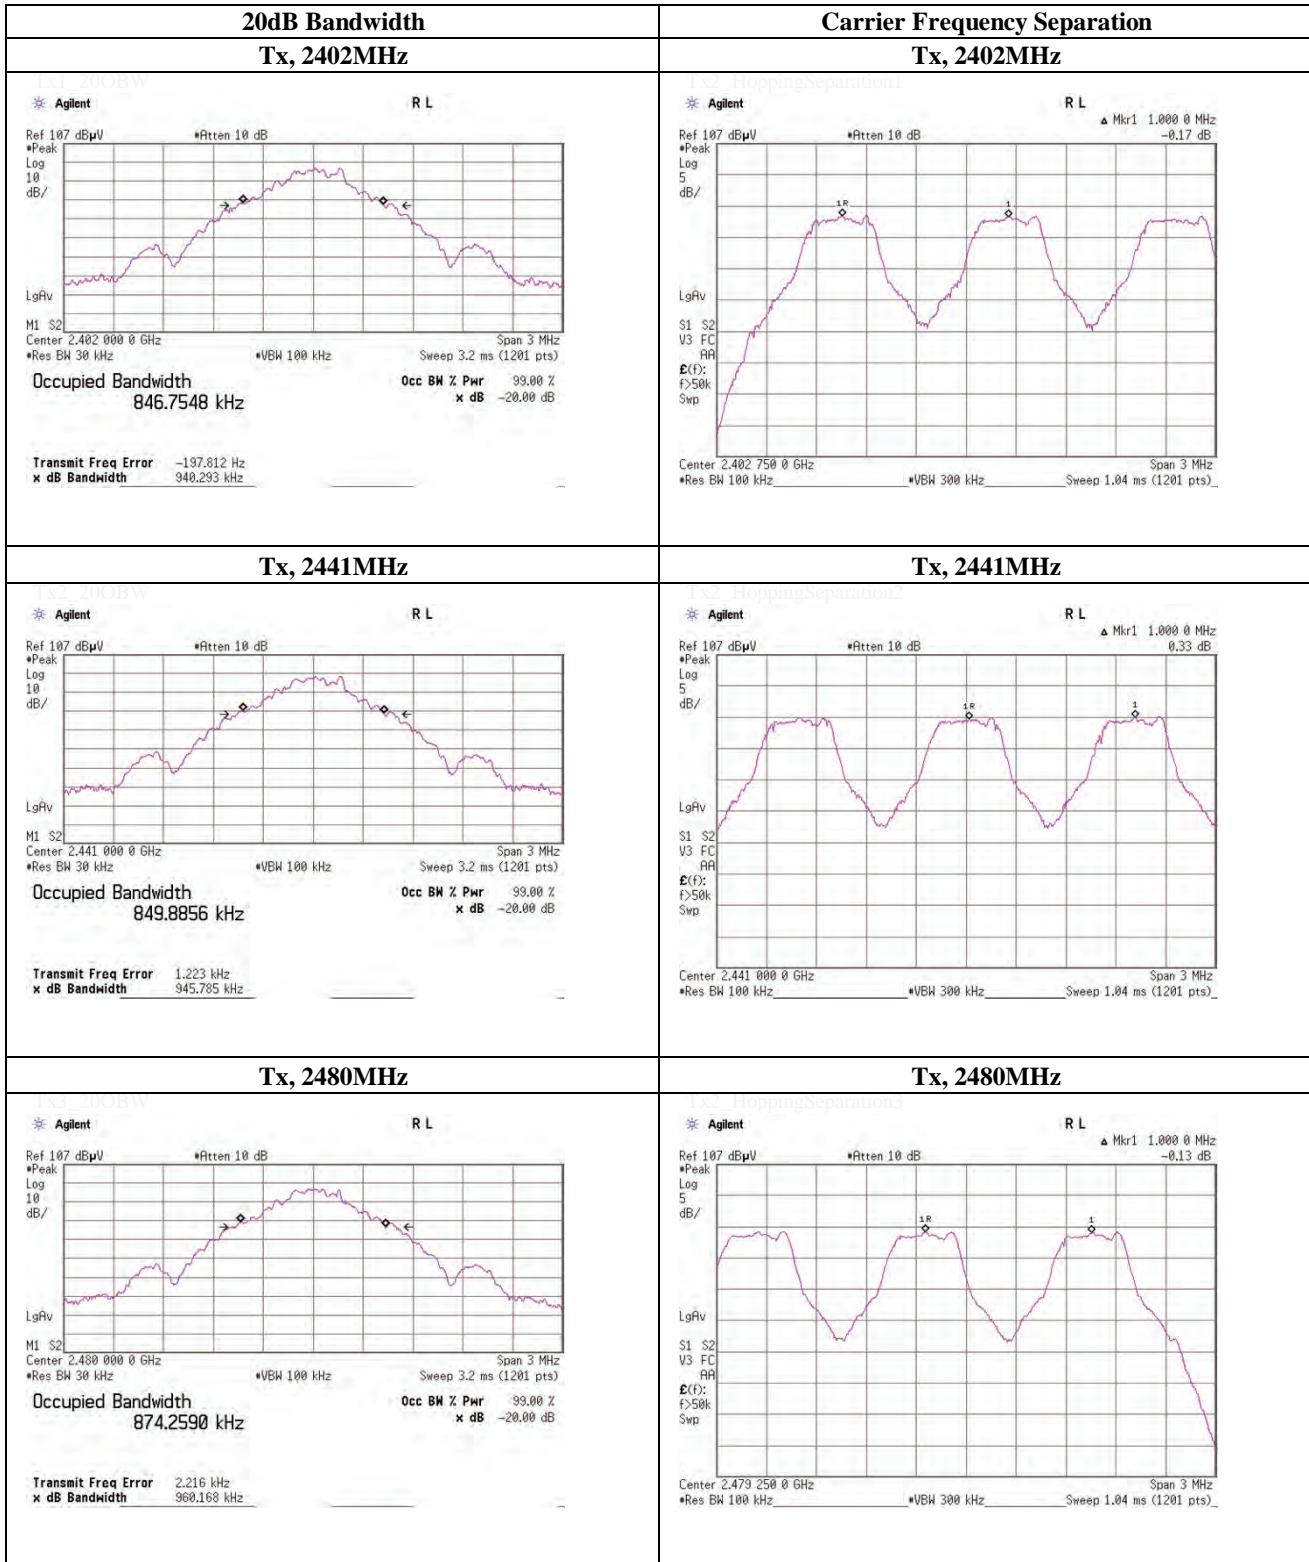 20dB Bandwidth
Carrier Frequency Separation
Tx, 2402MHz
Tx, 2402MHz
Tx1_20OBW
Agilent
R L
Ref 107 dBµV
#Atten 10 dB
#Peak
Log
10
dB/
LgAv
M1 S2
Center 2.402 000 0 GHz
Span 3 MHz
#Res BW 30 kHz
#VBW 100 kHz
Sweep 3.2 ms (1201 pts)
Occupied Bandwidth
846.7548 kHz
Occ BW % Pwr 99.00 %
x dB -20.00 dB
Transmit Freq Error -197.812 Hz
x dB Bandwidth 940.293 kHz
Tx2_HoppingSeparation1
Agilent
R L
Δ Mkr1 1.000 0 MHz
Ref 107 dBµV
#Atten 10 dB
-0.17 dB
#Peak
Log
5
dB/
1R
1
LgAv
S1 S2
V3 FC
AA
£(f):
f>50k
Swp
Center 2.402 750 0 GHz
Span 3 MHz
#Res BW 100 kHz
#VBW 300 kHz
Sweep 1.04 ms (1201 pts)
Tx, 2441MHz
Tx, 2441MHz
Tx2_20OBW
Agilent
R L
Ref 107 dBµV
#Atten 10 dB
#Peak
Log
10
dB/
LgAv
M1 S2
Center 2.441 000 0 GHz
Span 3 MHz
#Res BW 30 kHz
#VBW 100 kHz
Sweep 3.2 ms (1201 pts)
Occupied Bandwidth
849.8856 kHz
Occ BW % Pwr 99.00 %
x dB -20.00 dB
Transmit Freq Error 1.223 kHz
x dB Bandwidth 945.785 kHz
Tx2_HoppingSeparation2
Agilent
R L
Δ Mkr1 1.000 0 MHz
Ref 107 dBµV
#Atten 10 dB
0.33 dB
#Peak
Log
5
dB/
1R
1
LgAv
S1 S2
V3 FC
AA
£(f):
f>50k
Swp
Center 2.441 000 0 GHz
Span 3 MHz
#Res BW 100 kHz
#VBW 300 kHz
Sweep 1.04 ms (1201 pts)
Tx, 2480MHz
Tx, 2480MHz
Tx3_20OBW
Agilent
R L
Ref 107 dBµV
#Atten 10 dB
#Peak
Log
10
dB/
LgAv
M1 S2
Center 2.480 000 0 GHz
Span 3 MHz
#Res BW 30 kHz
#VBW 100 kHz
Sweep 3.2 ms (1201 pts)
Occupied Bandwidth
874.2590 kHz
Occ BW % Pwr 99.00 %
x dB -20.00 dB
Transmit Freq Error 2.216 kHz
x dB Bandwidth 960.168 kHz
Tx2_HoppingSeparation3
Agilent
R L
Δ Mkr1 1.000 0 MHz
Ref 107 dBµV
#Atten 10 dB
-0.13 dB
#Peak
Log
5
dB/
1R
1
LgAv
S1 S2
V3 FC
AA
£(f):
f>50k
Swp
Center 2.479 250 0 GHz
Span 3 MHz
#Res BW 100 kHz
#VBW 300 kHz
Sweep 1.04 ms (1201 pts)